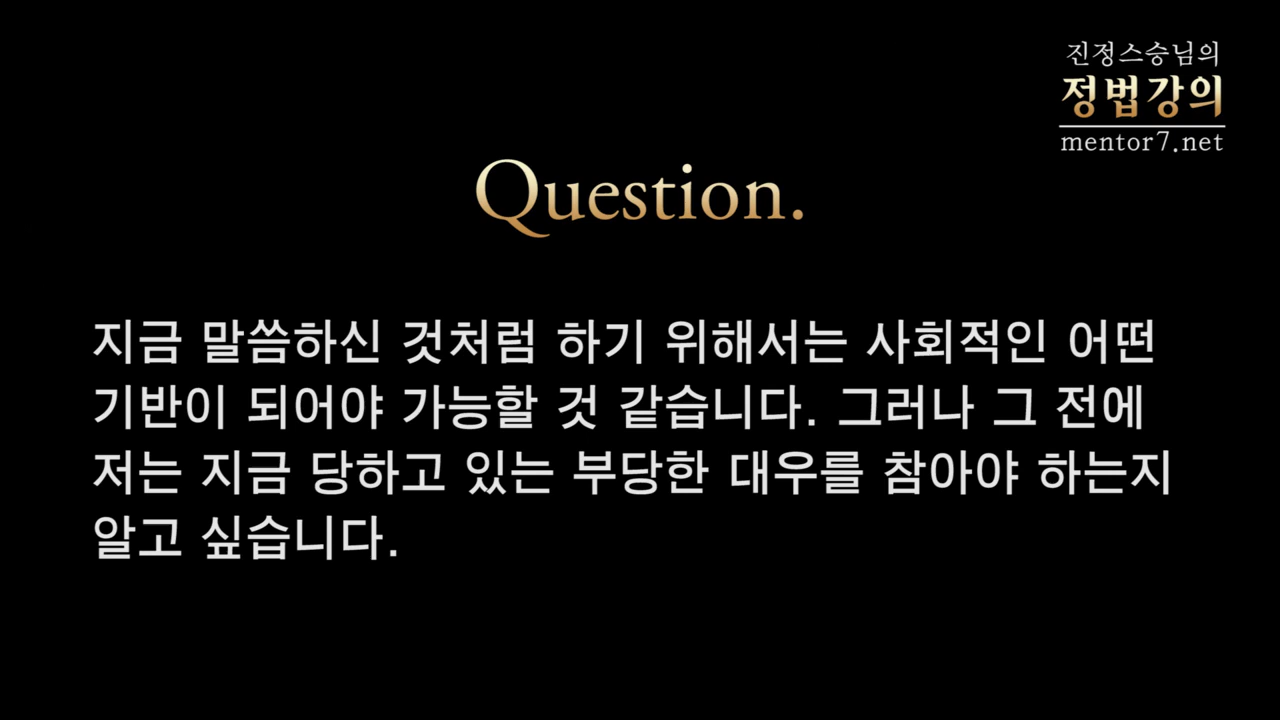 진정스승님의
정법강의
mentor7.net
Question.
지금 말씀하신 것처럼 하기 위해서는 사회적인 어떤
기반이 되어야 가능할 것 같습니다. 그러나 그 전에
저는 지금 당하고 있는 부당한 대우를 참아야 하는지
알고 싶습니다.